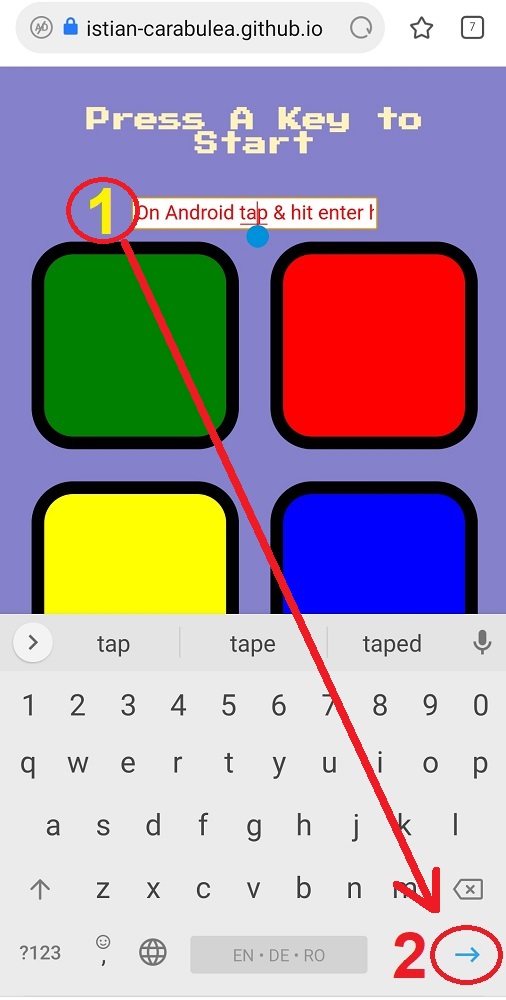 istian-carabulea.github.io
7
Press A Key to
Start
1
On Android tap & hit enter
tap tape taped
1 2 3 4 5 6 7 8 9 0
q w e r t y u i o p
a s d f g h j k l
z x c v b n m
?123 , EN • DE • RO
2